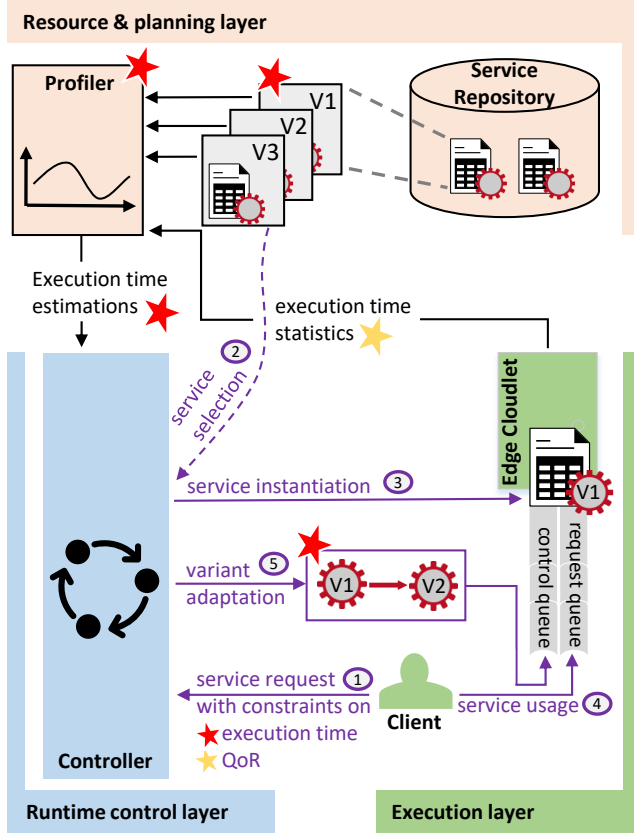 Resource & planning layer
Profiler
V1
V2
V3
Service
Repository
Execution time
estimations
execution time
statistics
2
service
selection
Edge Cloudlet
service instantiation 3
V1
control queue
request queue
variant 5
adaptation
V1
V2
service request 1
with constraints on
execution time
QoR
Client
service usage 4
Controller
Runtime control layer
Execution layer